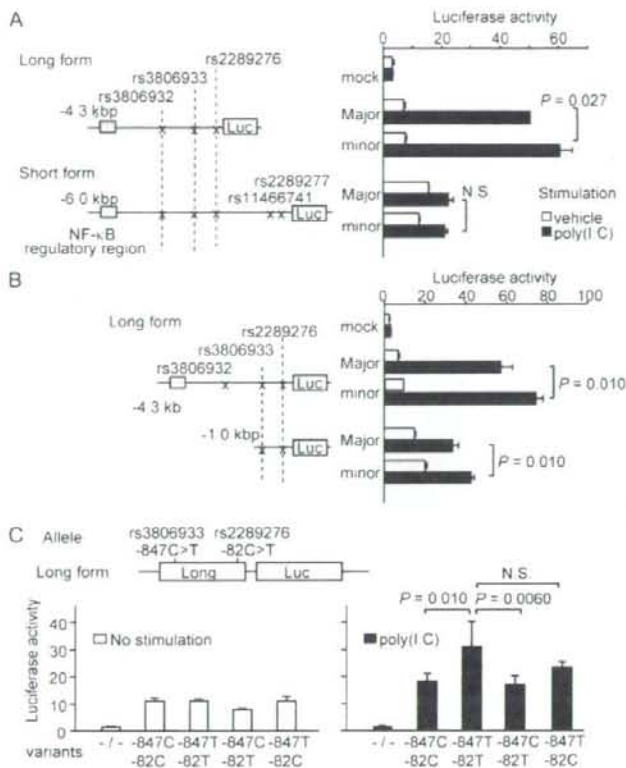 A
Long form
rs2289276
rs3806933
rs3806932
-4 3 kbp
Luc
Short form
rs2289277
-6 0 kbp
rs11466741
Luc
NF-κB
regulatory region
Luciferase activity
0 20 40 60
mock
Major
minor
P = 0 027
Major
minor
N S.
Stimulation
vehicle
poly(I C)
B
Long form
rs2289276
rs3806933
rs3806932
Luc
-4 3 kb
-1 0 kbp
Luc
Luciferase activity
0 20 40 60 80 100
mock
Major
minor
P = 0 010
Major
minor
P = 0 010
C
Allele
rs3806933 rs2289276
-847C>T -82C>T
Long form
Long
Luc
Luciferase activity
40
30
20
10
0
No stimulation
variants
-/- -847C -847T -847C -847T
-82C -82T -82T -82C
N.S.
P = 0 010 P = 0 0060
poly(I C)
-/- -847C -847T -847C -847T
-82C -82T -82T -82C